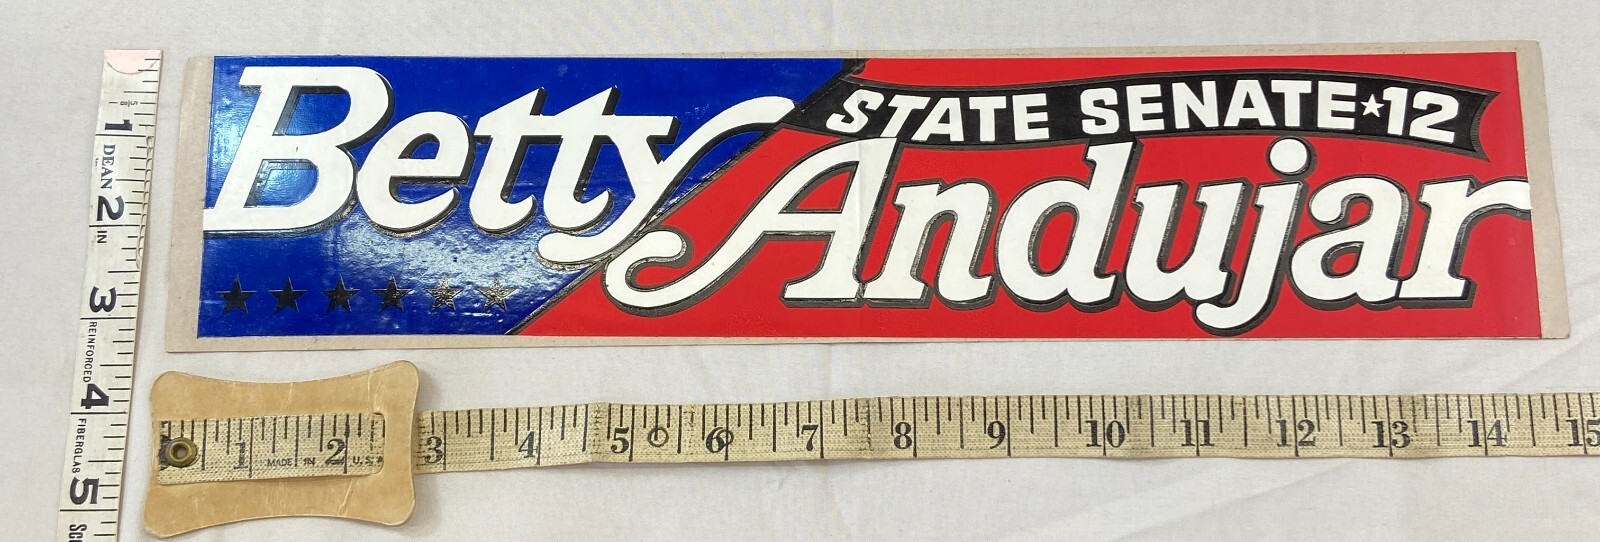 Betty
STATE SENATE★12
Andujar
1
DEAN
2
IN
3
REINFORCED
4
FIBERGLAS
5
1 MADE IN 2 U.S.A 3 4 5 6 7 8 9 10 11 12 13 14 15